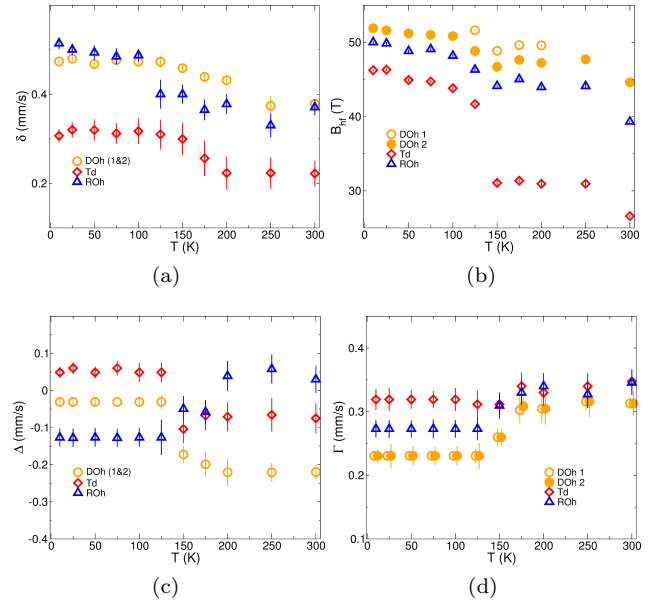 0.4
0.2
δ (mm/s)
DOh (1&2)
Td
ROh
0 50 100 150 200 250 300
T (K)
(a)
50
40
30
B_hf (T)
DOh 1
DOh 2
Td
ROh
0 50 100 150 200 250 300
T (K)
(b)
0.1
0
-0.1
-0.2
-0.3
-0.4
Δ (mm/s)
DOh (1&2)
Td
ROh
0 50 100 150 200 250 300
T (K)
(c)
0.4
0.3
0.2
0.1
Γ (mm/s)
DOh 1
DOh 2
Td
ROh
0 50 100 150 200 250 300
T (K)
(d)